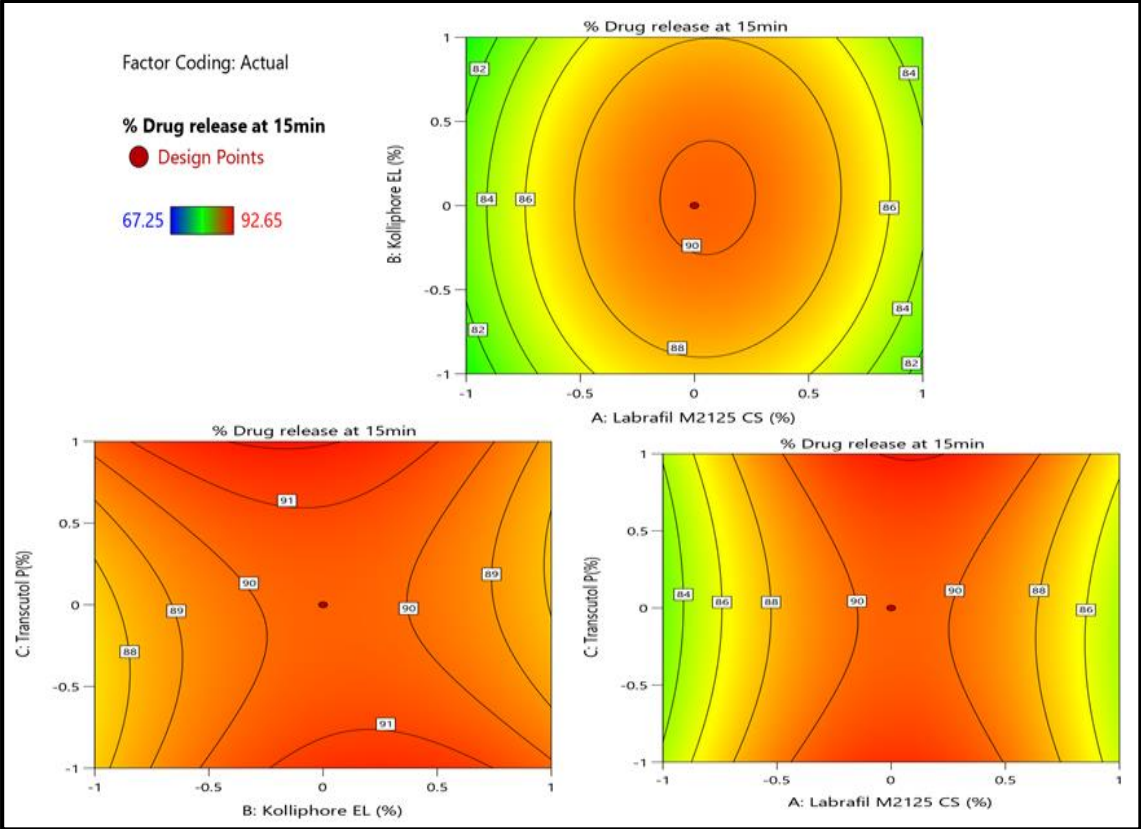 Factor Coding: Actual
% Drug release at 15min
Design Points
67.25 92.65
% Drug release at 15min
B: Kolliphore EL (%)
1
0.5
0
-0.5
-1
82
84
84
86
86
90
88
84
82
82
-1 -0.5 0 0.5 1
A: Labrafil M2125 CS (%)
% Drug release at 15min
C: Transcutol P(%)
1
0.5
0
-0.5
-1
91
90
89
89
90
88
91
-1 -0.5 0 0.5 1
B: Kolliphore EL (%)
% Drug release at 15min
C: Transcutol P(%)
1
0.5
0
-0.5
-1
84
86
88
90
90
88
86
-1 -0.5 0 0.5 1
A: Labrafil M2125 CS (%)